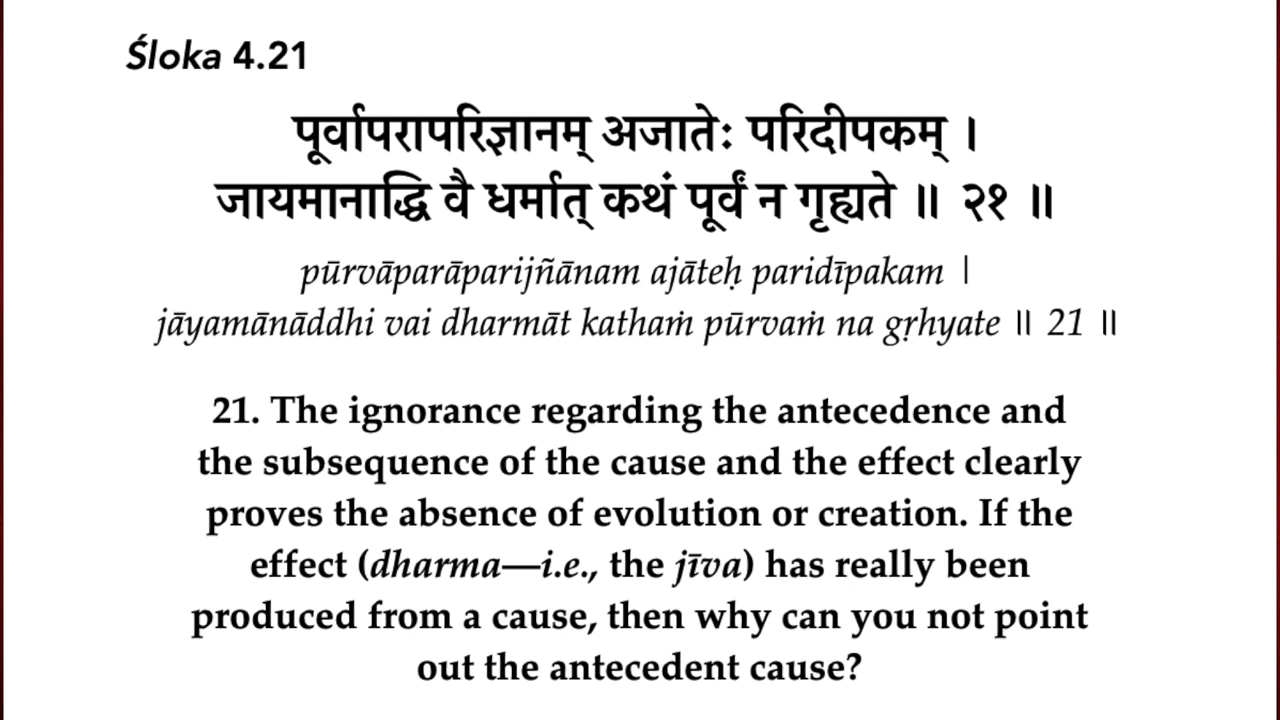 Śloka 4.21
पूर्वापरापरिज्ञानम् अजातेः परिदीपकम् ।
जायमानाद्धि वै धर्मात् कथं पूर्वं न गृह्यते ॥ २१ ॥
pūrvāparāparijñānam ajāteḥ paridīpakam |
jāyamānāddhi vai dharmāt kathaṁ pūrvaṁ na gṛhyate || 21 ||
21. The ignorance regarding the antecedence and
the subsequence of the cause and the effect clearly
proves the absence of evolution or creation. If the
effect (dharma—i.e., the jīva) has really been
produced from a cause, then why can you not point
out the antecedent cause?